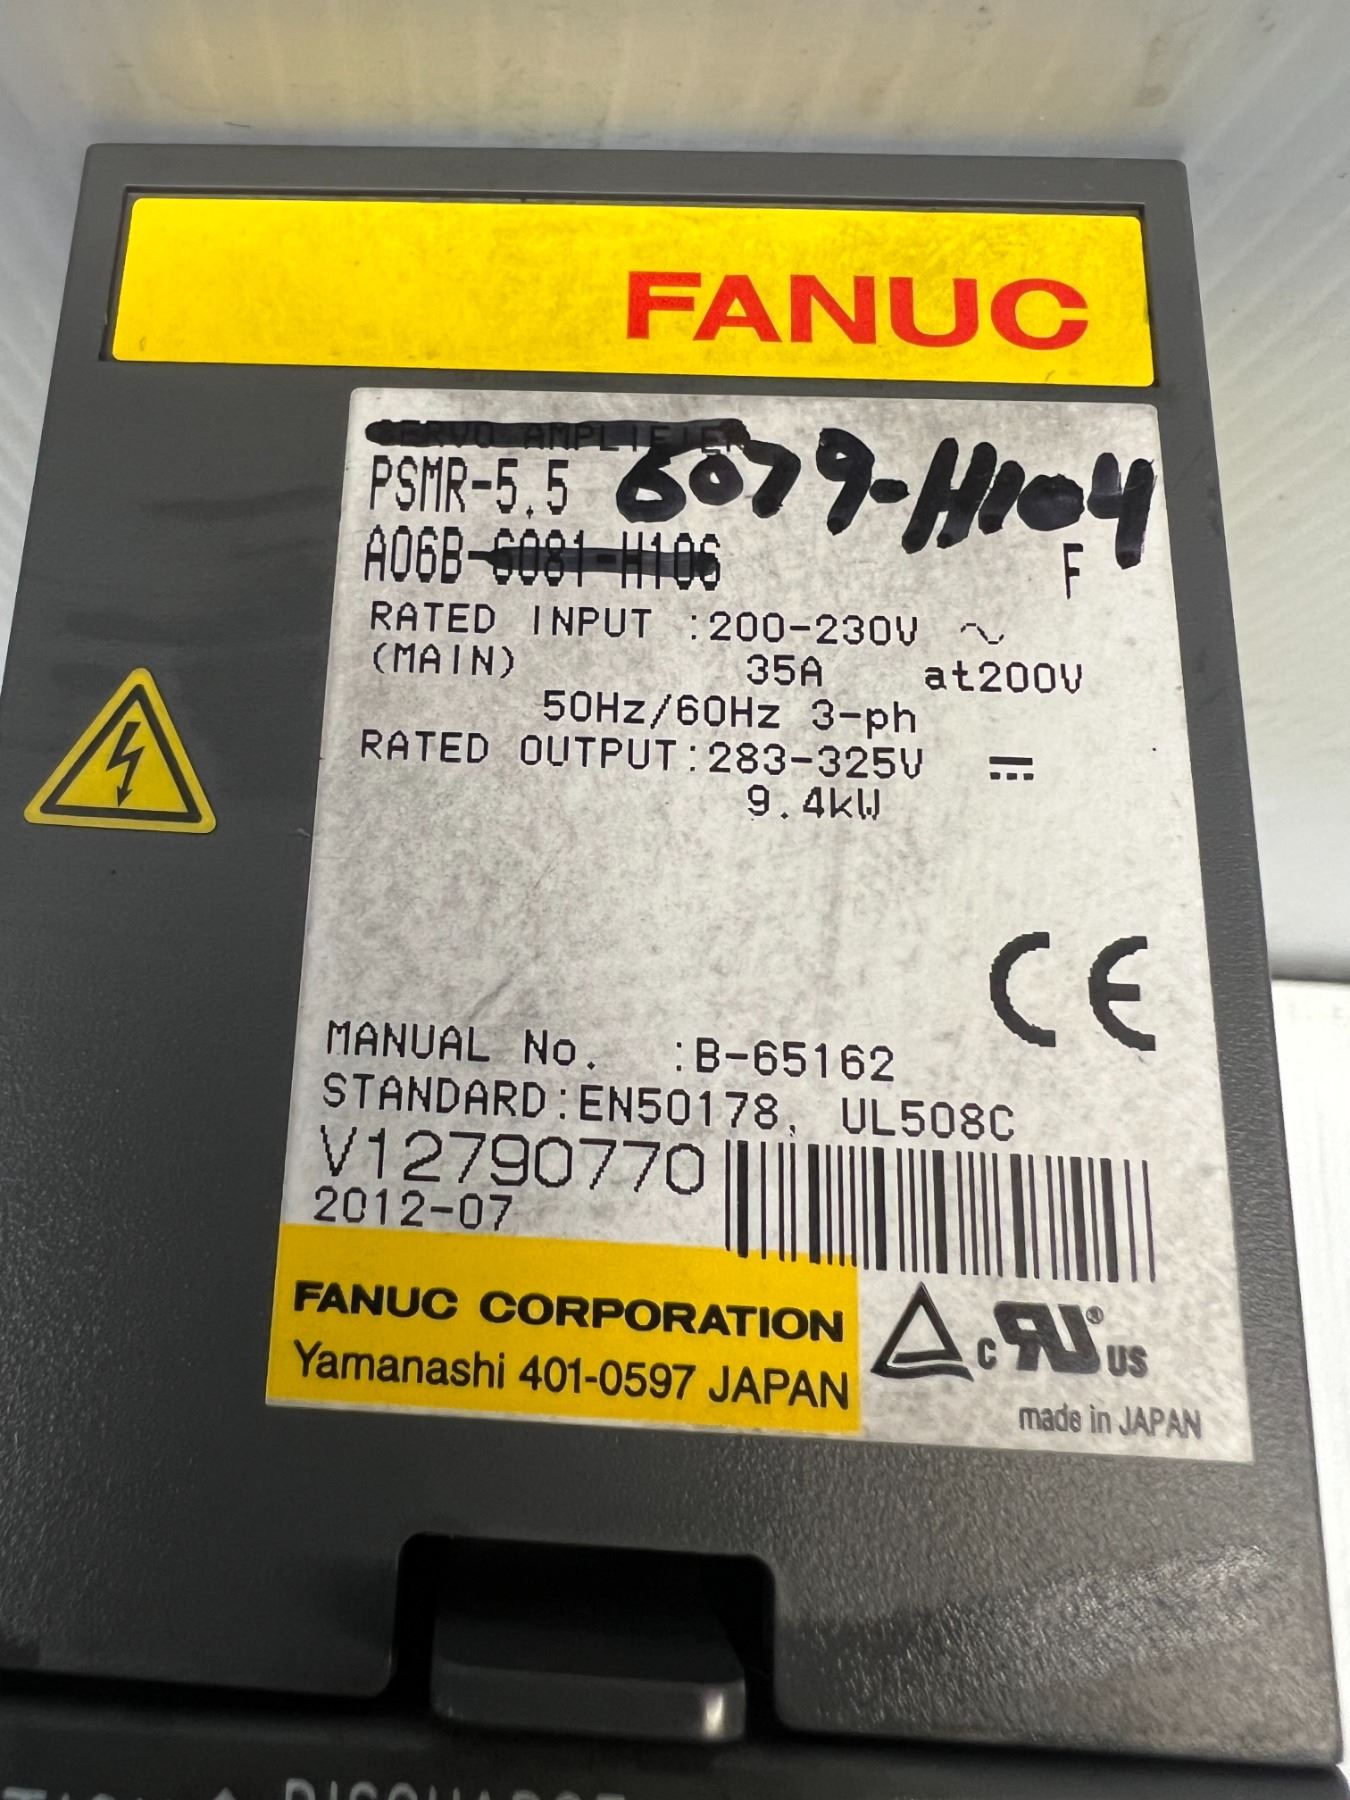 FANUC
SERVO AMPLIFIER
PSMR-5.5 6079-H104
A06B-6081-H106 F
RATED INPUT :200-230V ~
(MAIN) 35A at200V
50Hz/60Hz 3-ph
RATED OUTPUT:283-325V ⎓
9.4kW
CE
MANUAL No. :B-65162
STANDARD:EN50178, UL508C
V12790770
2012-07
FANUC CORPORATION
Yamanashi 401-0597 JAPAN
c RU® US
made in JAPAN
DISCHARGE